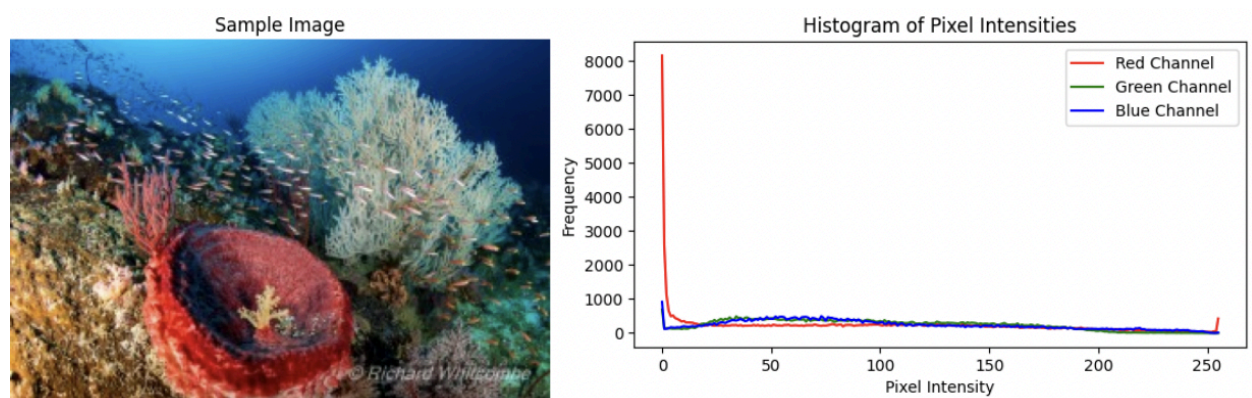 Sample Image
© Richard Whitcombe
Histogram of Pixel Intensities
Red Channel
Green Channel
Blue Channel
8000
7000
6000
5000
4000
3000
2000
1000
0
Frequency
0 50 100 150 200 250
Pixel Intensity